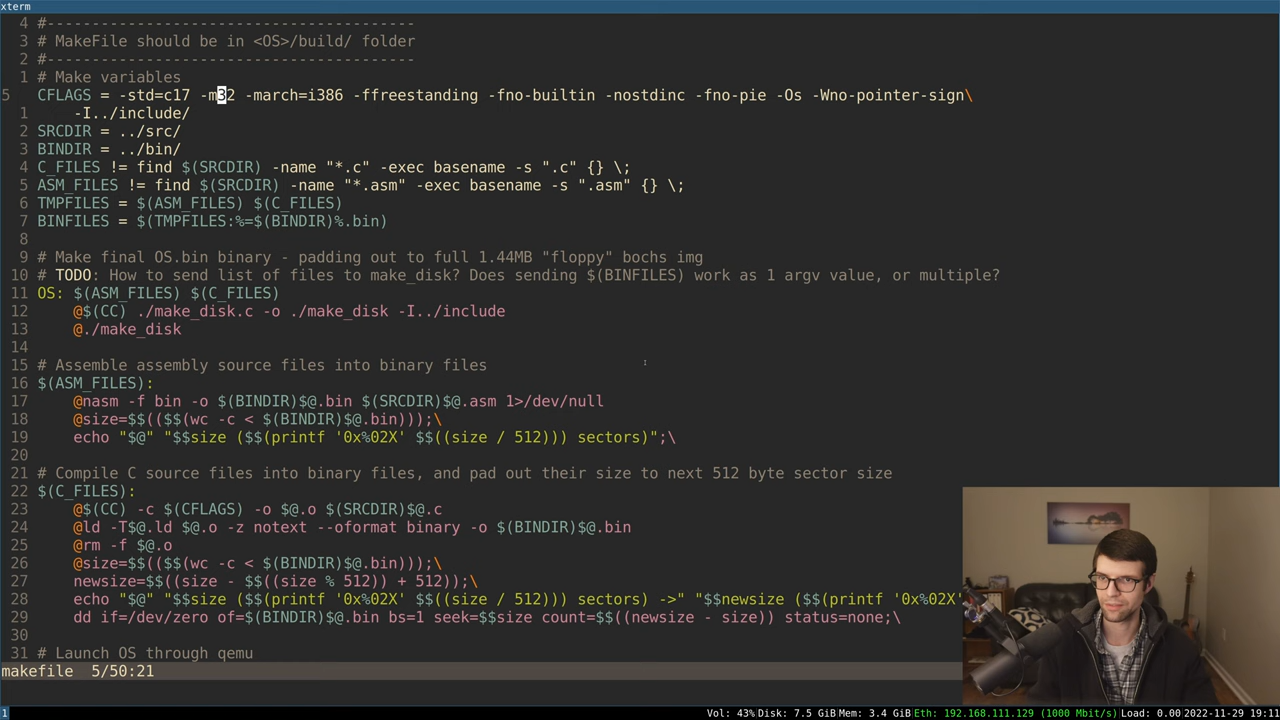 xterm
4 #-----------------------------------------
3 # MakeFile should be in <OS>/build/ folder
2 #-----------------------------------------
1 # Make variables
5 CFLAGS = -std=c17 -m32 -march=i386 -ffreestanding -fno-builtin -nostdinc -fno-pie -Os -Wno-pointer-sign\
1 -I../include/
2 SRCDIR = ../src/
3 BINDIR = ../bin/
4 C_FILES != find $(SRCDIR) -name "*.c" -exec basename -s ".c" {} \;
5 ASM_FILES != find $(SRCDIR) -name "*.asm" -exec basename -s ".asm" {} \;
6 TMPFILES = $(ASM_FILES) $(C_FILES)
7 BINFILES = $(TMPFILES:%=$(BINDIR)%.bin)
8
9 # Make final OS.bin binary - padding out to full 1.44MB "floppy" bochs img
10 # TODO: How to send list of files to make_disk? Does sending $(BINFILES) work as 1 argv value, or multiple?
11 OS: $(ASM_FILES) $(C_FILES)
12 @$(CC) ./make_disk.c -o ./make_disk -I../include
13 @./make_disk
14
15 # Assemble assembly source files into binary files
16 $(ASM_FILES):
17 @nasm -f bin -o $(BINDIR)$@.bin $(SRCDIR)$@.asm 1>/dev/null
18 @size=$$(($$(wc -c < $(BINDIR)$@.bin)));\
19 echo "$@" "$$size ($$(printf '0x%02X' $$((size / 512))) sectors)";\
20
21 # Compile C source files into binary files, and pad out their size to next 512 byte sector size
22 $(C_FILES):
23 @$(CC) -c $(CFLAGS) -o $@.o $(SRCDIR)$@.c
24 @ld -T$@.ld $@.o -z notext --oformat binary -o $(BINDIR)$@.bin
25 @rm -f $@.o
26 @size=$$(($$(wc -c < $(BINDIR)$@.bin)));\
27 newsize=$$((size - $$((size % 512)) + 512));\
28 echo "$@" "$$size ($$(printf '0x%02X' $$((size / 512))) sectors) ->" "$$newsize ($$(printf '0x%02X'
29 dd if=/dev/zero of=$(BINDIR)$@.bin bs=1 seek=$$size count=$$((newsize - size)) status=none;\
30
31 # Launch OS through qemu
makefile 5/50:21
1 Vol: 43% Disk: 7.5 GiB Mem: 3.4 GiB Eth: 192.168.111.129 (1000 Mbit/s) Load: 0.00 2022-11-29 19:11